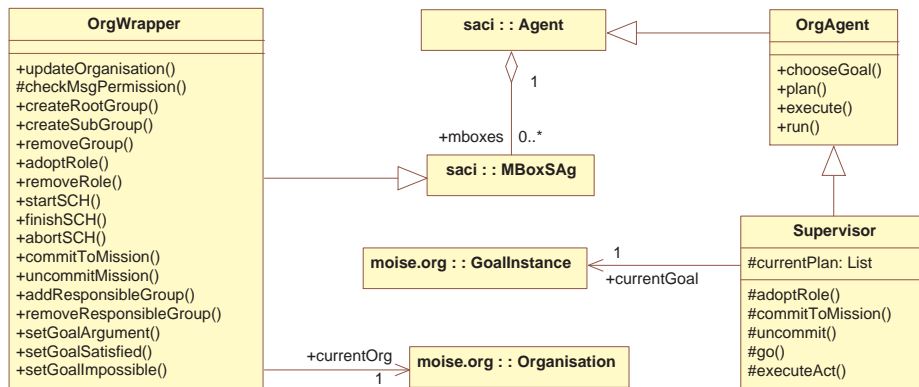 OrgWrapper
+updateOrganisation()
#checkMsgPermission()
+createRootGroup()
+createSubGroup()
+removeGroup()
+adoptRole()
+removeRole()
+startSCH()
+finishSCH()
+abortSCH()
+commitToMission()
+uncommitMission()
+addResponsibleGroup()
+removeResponsibleGroup()
+setGoalArgument()
+setGoalSatisfied()
+setGoalImpossible()
saci : : Agent
1
+mboxes 0..*
saci : : MBoxSAg
OrgAgent
+chooseGoal()
+plan()
+execute()
+run()
moise.org : : GoalInstance
1
+currentGoal
Supervisor
#currentPlan: List
#adoptRole()
#commitToMission()
#uncommit()
#go()
#executeAct()
+currentOrg
1
moise.org : : Organisation